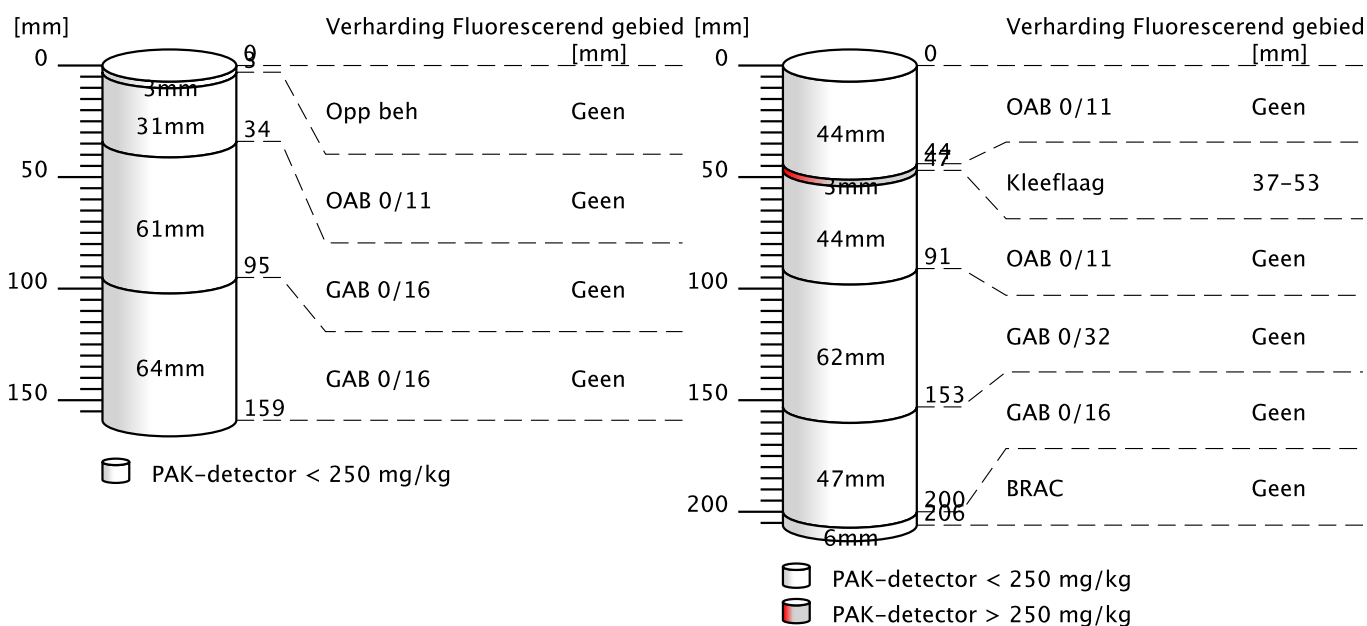 [mm] Verharding Fluorescerend gebied
[mm]
0
50
100
150
0
3
34
95
159
3mm
31mm
61mm
64mm
Opp beh Geen
OAB 0/11 Geen
GAB 0/16 Geen
GAB 0/16 Geen
PAK-detector < 250 mg/kg
[mm] Verharding Fluorescerend gebied
[mm]
0
50
100
150
200
0
44
47
91
153
200
206
44mm
3mm
44mm
62mm
47mm
6mm
OAB 0/11 Geen
Kleeflaag 37-53
OAB 0/11 Geen
GAB 0/32 Geen
GAB 0/16 Geen
BRAC Geen
PAK-detector < 250 mg/kg
PAK-detector > 250 mg/kg